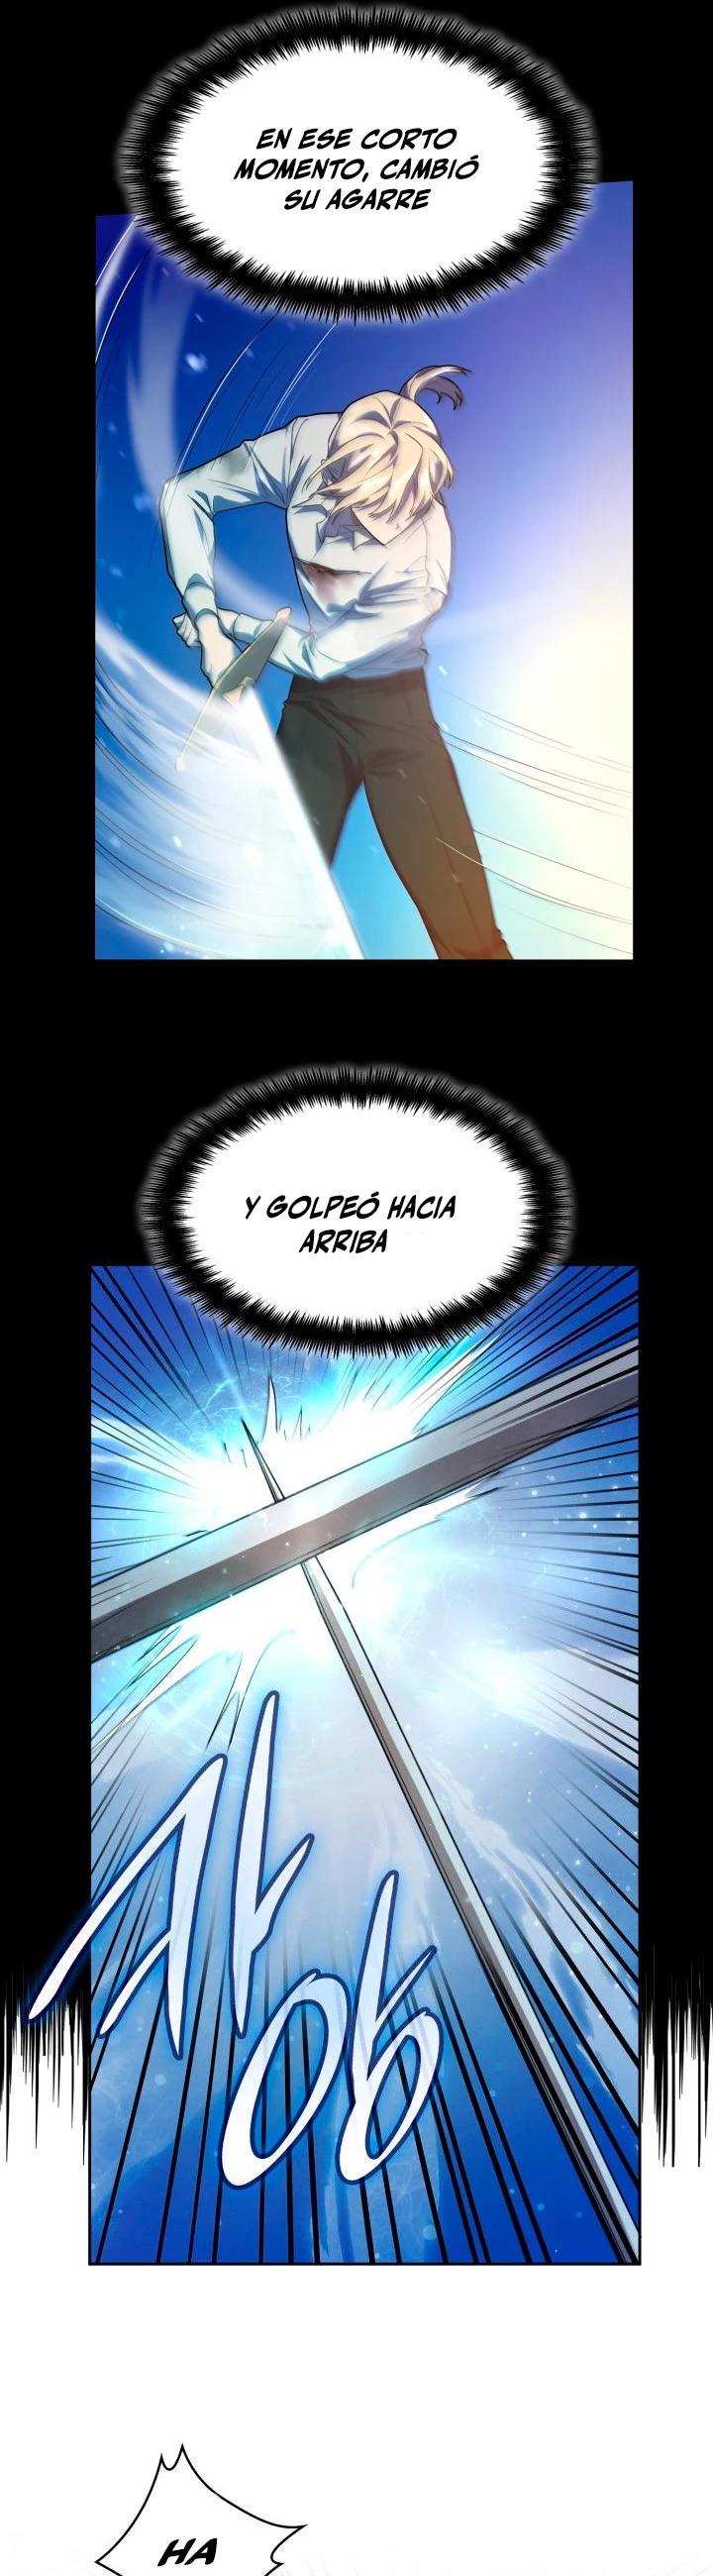 EN ESE CORTO
MOMENTO, CAMBIÓ
SU AGARRE
Y GOLPEÓ HACIA
ARRIBA
HA